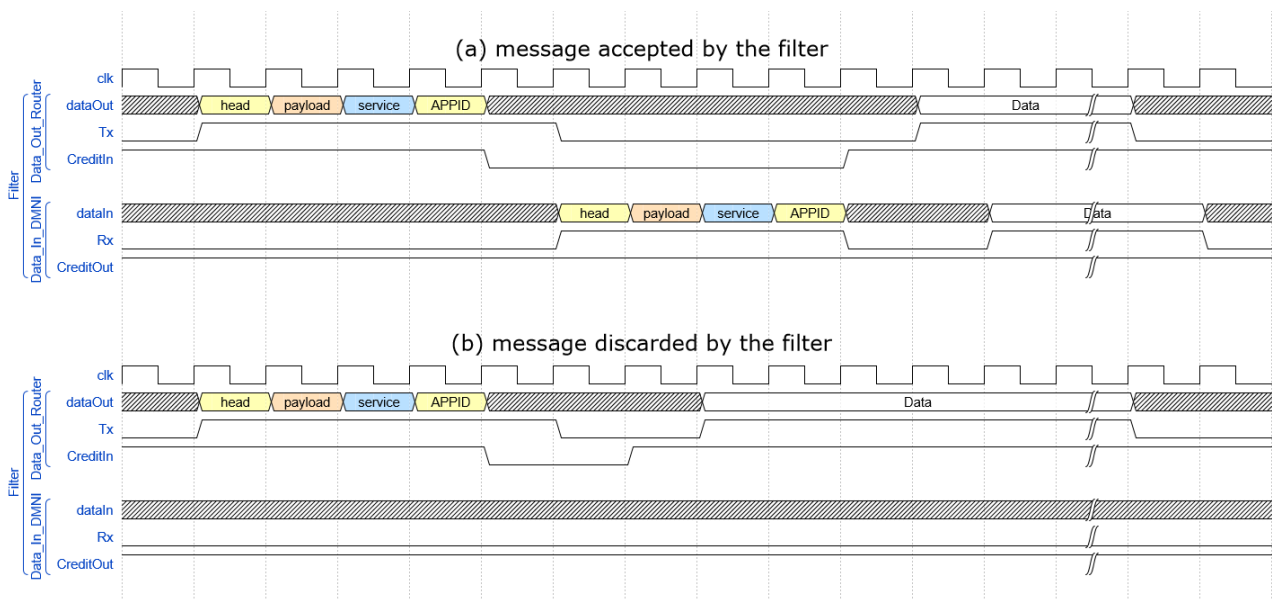 (a) message accepted by the filter
clk
Filter
Data_Out_Router
dataOut head payload service APPID Data
Tx
CreditIn
Data_In_DMNI
dataIn head payload service APPID Data
Rx
CreditOut
(b) message discarded by the filter
clk
Filter
Data_Out_Router
dataOut head payload service APPID Data
Tx
CreditIn
Data_In_DMNI
dataIn
Rx
CreditOut